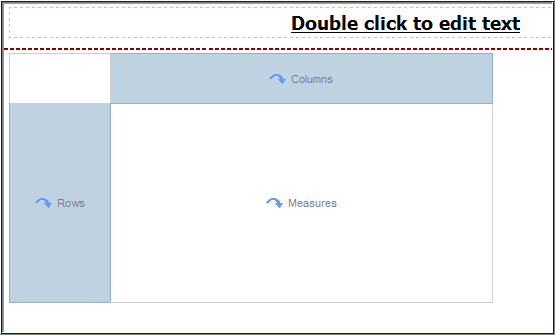 Double click to edit text
Columns
Rows
Measures